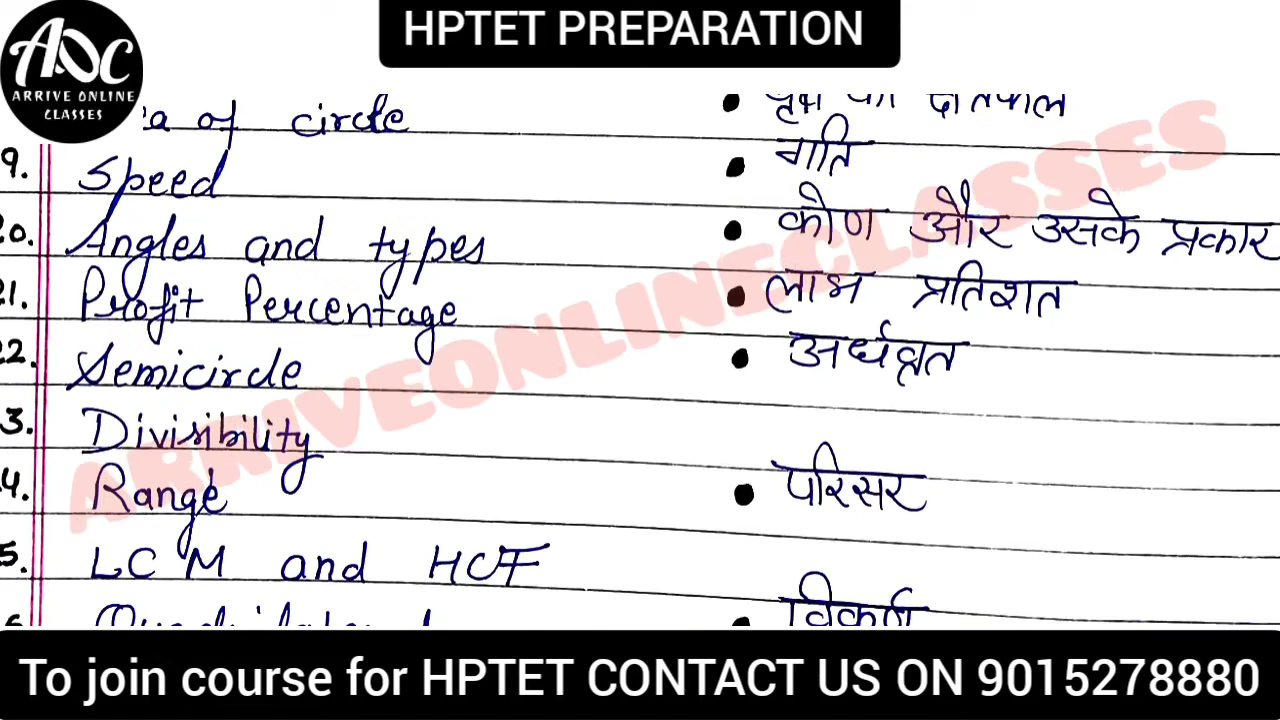 HPTET PREPARATION
ADC
ARRIVE ONLINE
CLASSES
of circle • वृत्त का
9. Speed • गति
20. Angles and types • कोण और उसके प्रकार
21. Profit Percentage • लाभ प्रतिशत
22. Semicircle • अर्धवृत
3. Divisibility
4. Range • परिसर
5. LCM and HCF
• विकर्ण
ARRIVEONLINECLASSES
To join course for HPTET CONTACT US ON 9015278880